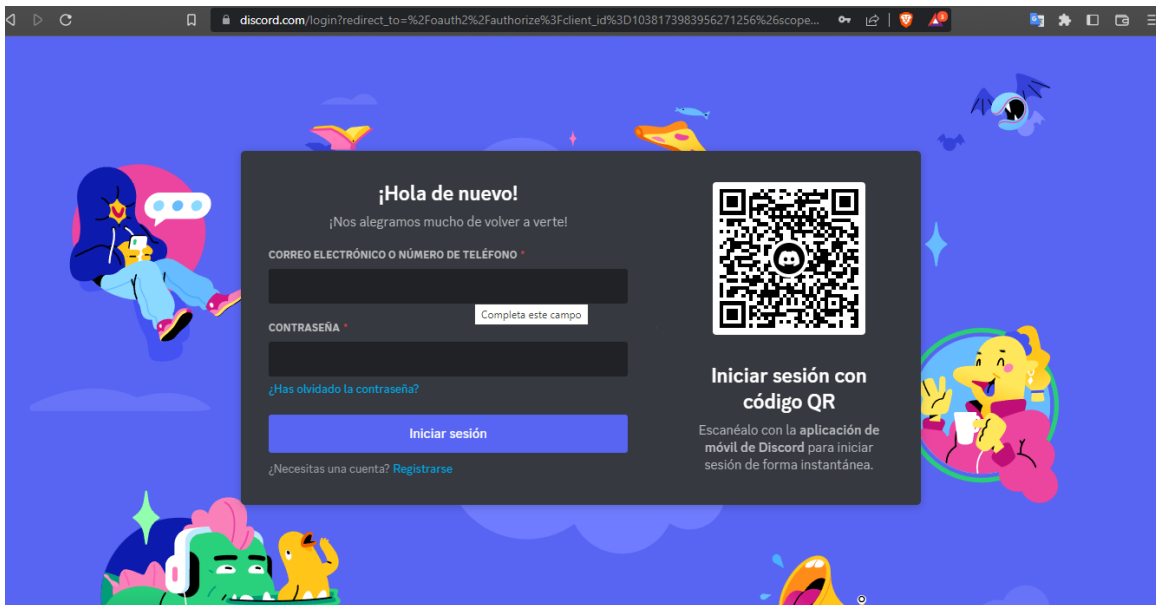 discord.com/login?redirect_to=%2Foauth2%2Fauthorize%3Fclient_id%3D1038173983956271256%26scope...
¡Hola de nuevo!
¡Nos alegramos mucho de volver a verte!
CORREO ELECTRÓNICO O NÚMERO DE TELÉFONO *
Completa este campo
CONTRASEÑA *
¿Has olvidado la contraseña?
Iniciar sesión
¿Necesitas una cuenta? Registrarse
Iniciar sesión con
código QR
Escanéalo con la aplicación de
móvil de Discord para iniciar
sesión de forma instantánea.